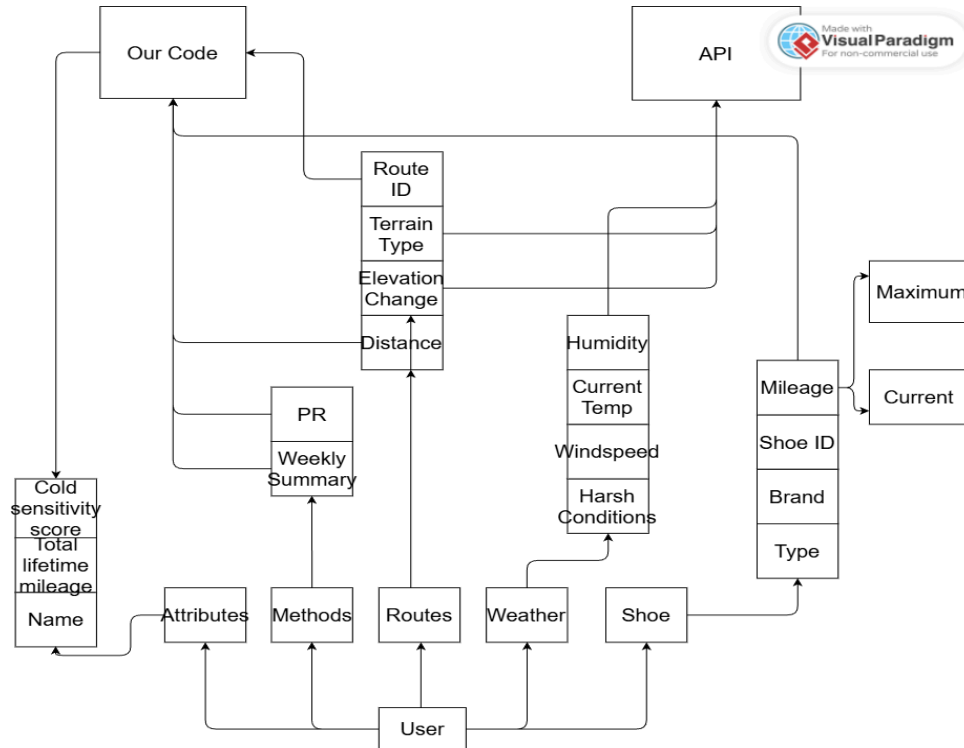 Our Code
API
Made with
Visual Paradigm
For non-commercial use
Route
ID
Terrain
Type
Elevation
Change
Distance
Maximum
Current
Humidity
Current
Temp
Windspeed
Harsh
Conditions
Mileage
Shoe ID
Brand
Type
PR
Weekly
Summary
Cold
sensitivity
score
Total
lifetime
mileage
Name
Attributes
Methods
Routes
Weather
Shoe
User